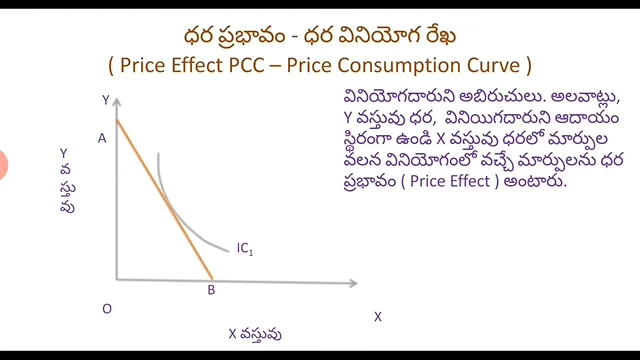 ధర ప్రభావం - ధర వినియోగ రేఖ
( Price Effect PCC – Price Consumption Curve )
వినియోగదారుని అబిరుచులు. అలవాట్లు,
Y వస్తువు ధర, వినియిగదారుని ఆదాయం
స్థిరంగా ఉండి X వస్తువు ధరలో మార్పుల
వలన వినియోగంలో వచ్చే మార్పులను ధర
ప్రభావం ( Price Effect ) అంటారు.
Y
A
Y
వ
స్తు
వు
IC1
B
O
X
X వస్తువు